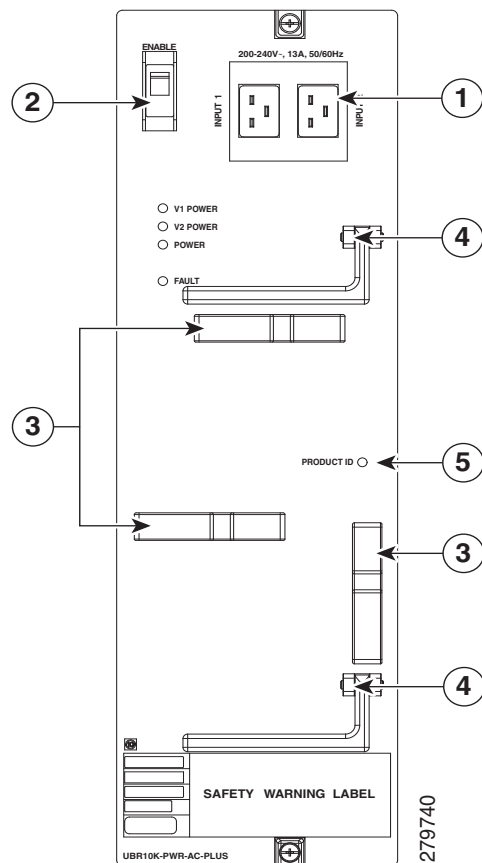 ENABLE
200-240V~, 13A, 50/60Hz
INPUT 1
INPU
1
2
V1 POWER
V2 POWER
POWER
FAULT
4
3
PRODUCT ID
5
3
4
SAFETY WARNING LABEL
UBR10K-PWR-AC-PLUS
279740